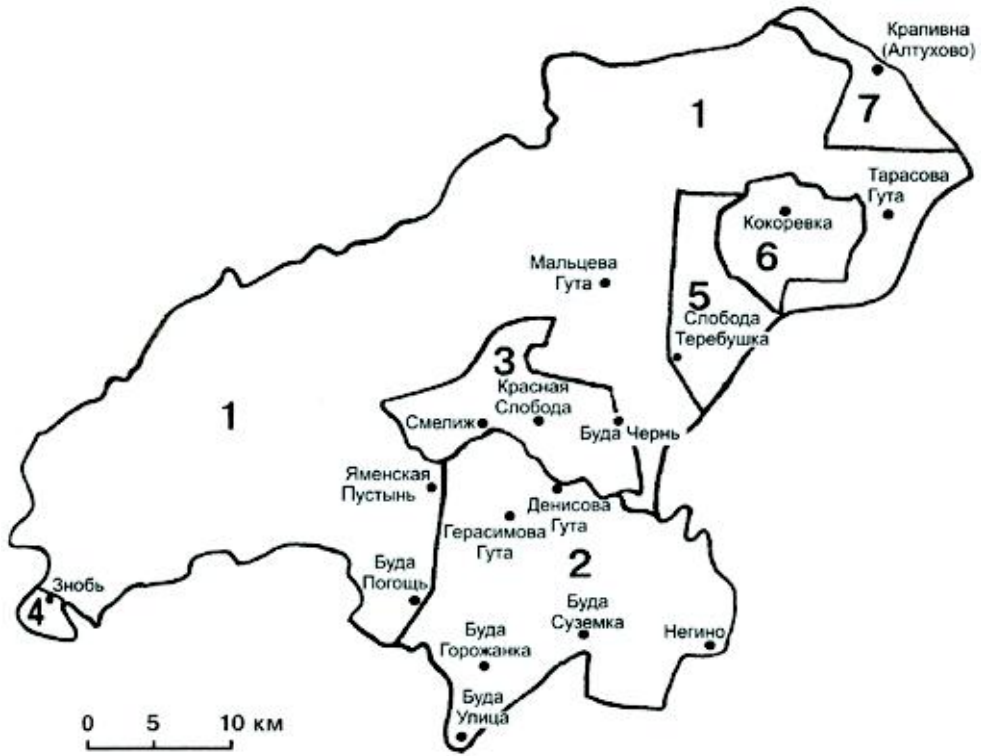 Крапивна
(Алтухово)
7
1
Тарасова
Гута
Кокоревка
6
Мальцева
Гута
5
Слобода
Теребушка
3
Красная
Слобода
Смелиж
Буда Чернь
1
Яменская
Пустынь
Денисова
Гута
Герасимова
Гута
2
Буда
Погощь
Знобь
4
Буда
Суземка
Негино
Буда
Горожанка
Буда
Улица
0 5 10 км